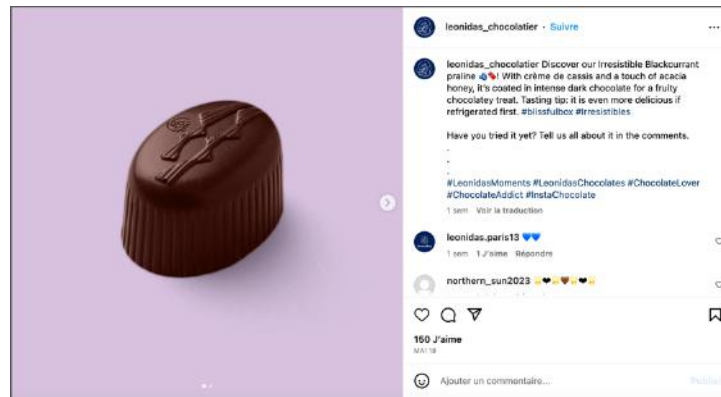 leonidas_chocolatier · Suivre
leonidas_chocolatier Discover our Irresistible Blackcurrant
praline! With crème de cassis and a touch of acacia
honey, it's coated in intense dark chocolate for a fruity
chocolatey treat. Tasting tip: it is even more delicious if
refrigerated first. #blissfulbox #Irresistibles
Have you tried it yet? Tell us all about it in the comments.
.
.
.
#LeonidasMoments #LeonidasChocolates #ChocolateLover
#ChocolateAddict #InstaChocolate
1 sem Voir la traduction
leonidas.paris13 💙💙
1 sem 1 J'aime Répondre
northern_sun2023
150 J'aime
MAI 18
Ajouter un commentaire... Publier